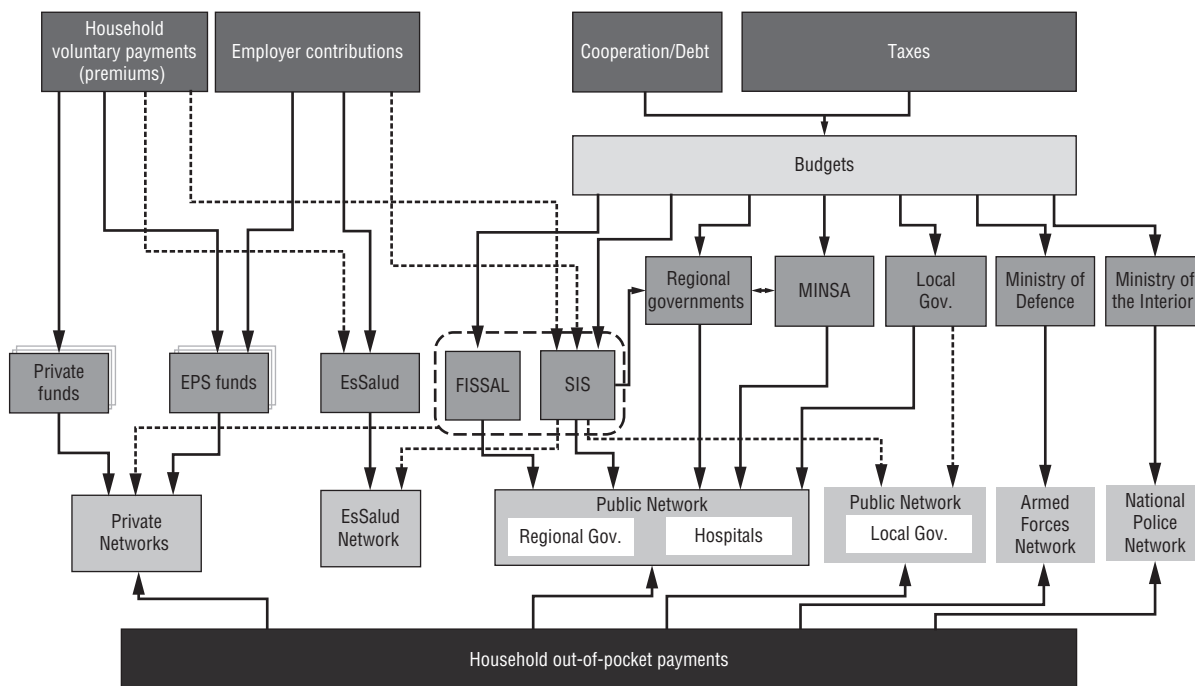 Household
voluntary payments
(premiums)
Employer contributions
Cooperation/Debt
Taxes
Budgets
Regional
governments
MINSA
Local
Gov.
Ministry of
Defence
Ministry of
the Interior
Private
funds
EPS funds
EsSalud
FISSAL
SIS
Private
Networks
EsSalud
Network
Public Network
Regional Gov.
Hospitals
Public Network
Local Gov.
Armed
Forces
Network
National
Police
Network
Household out-of-pocket payments